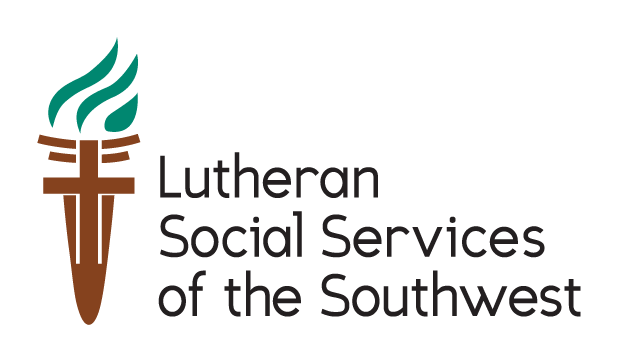 Lutheran
Social Services
of the Southwest